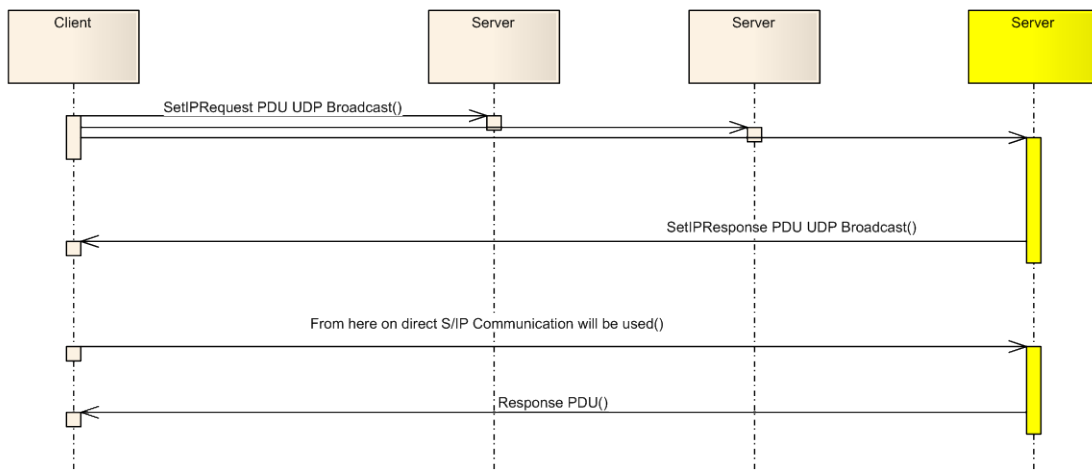 Client
Server
Server
Server
SetIPRequest PDU UDP Broadcast()
SetIPResponse PDU UDP Broadcast()
From here on direct S/IP Communication will be used()
Response PDU()